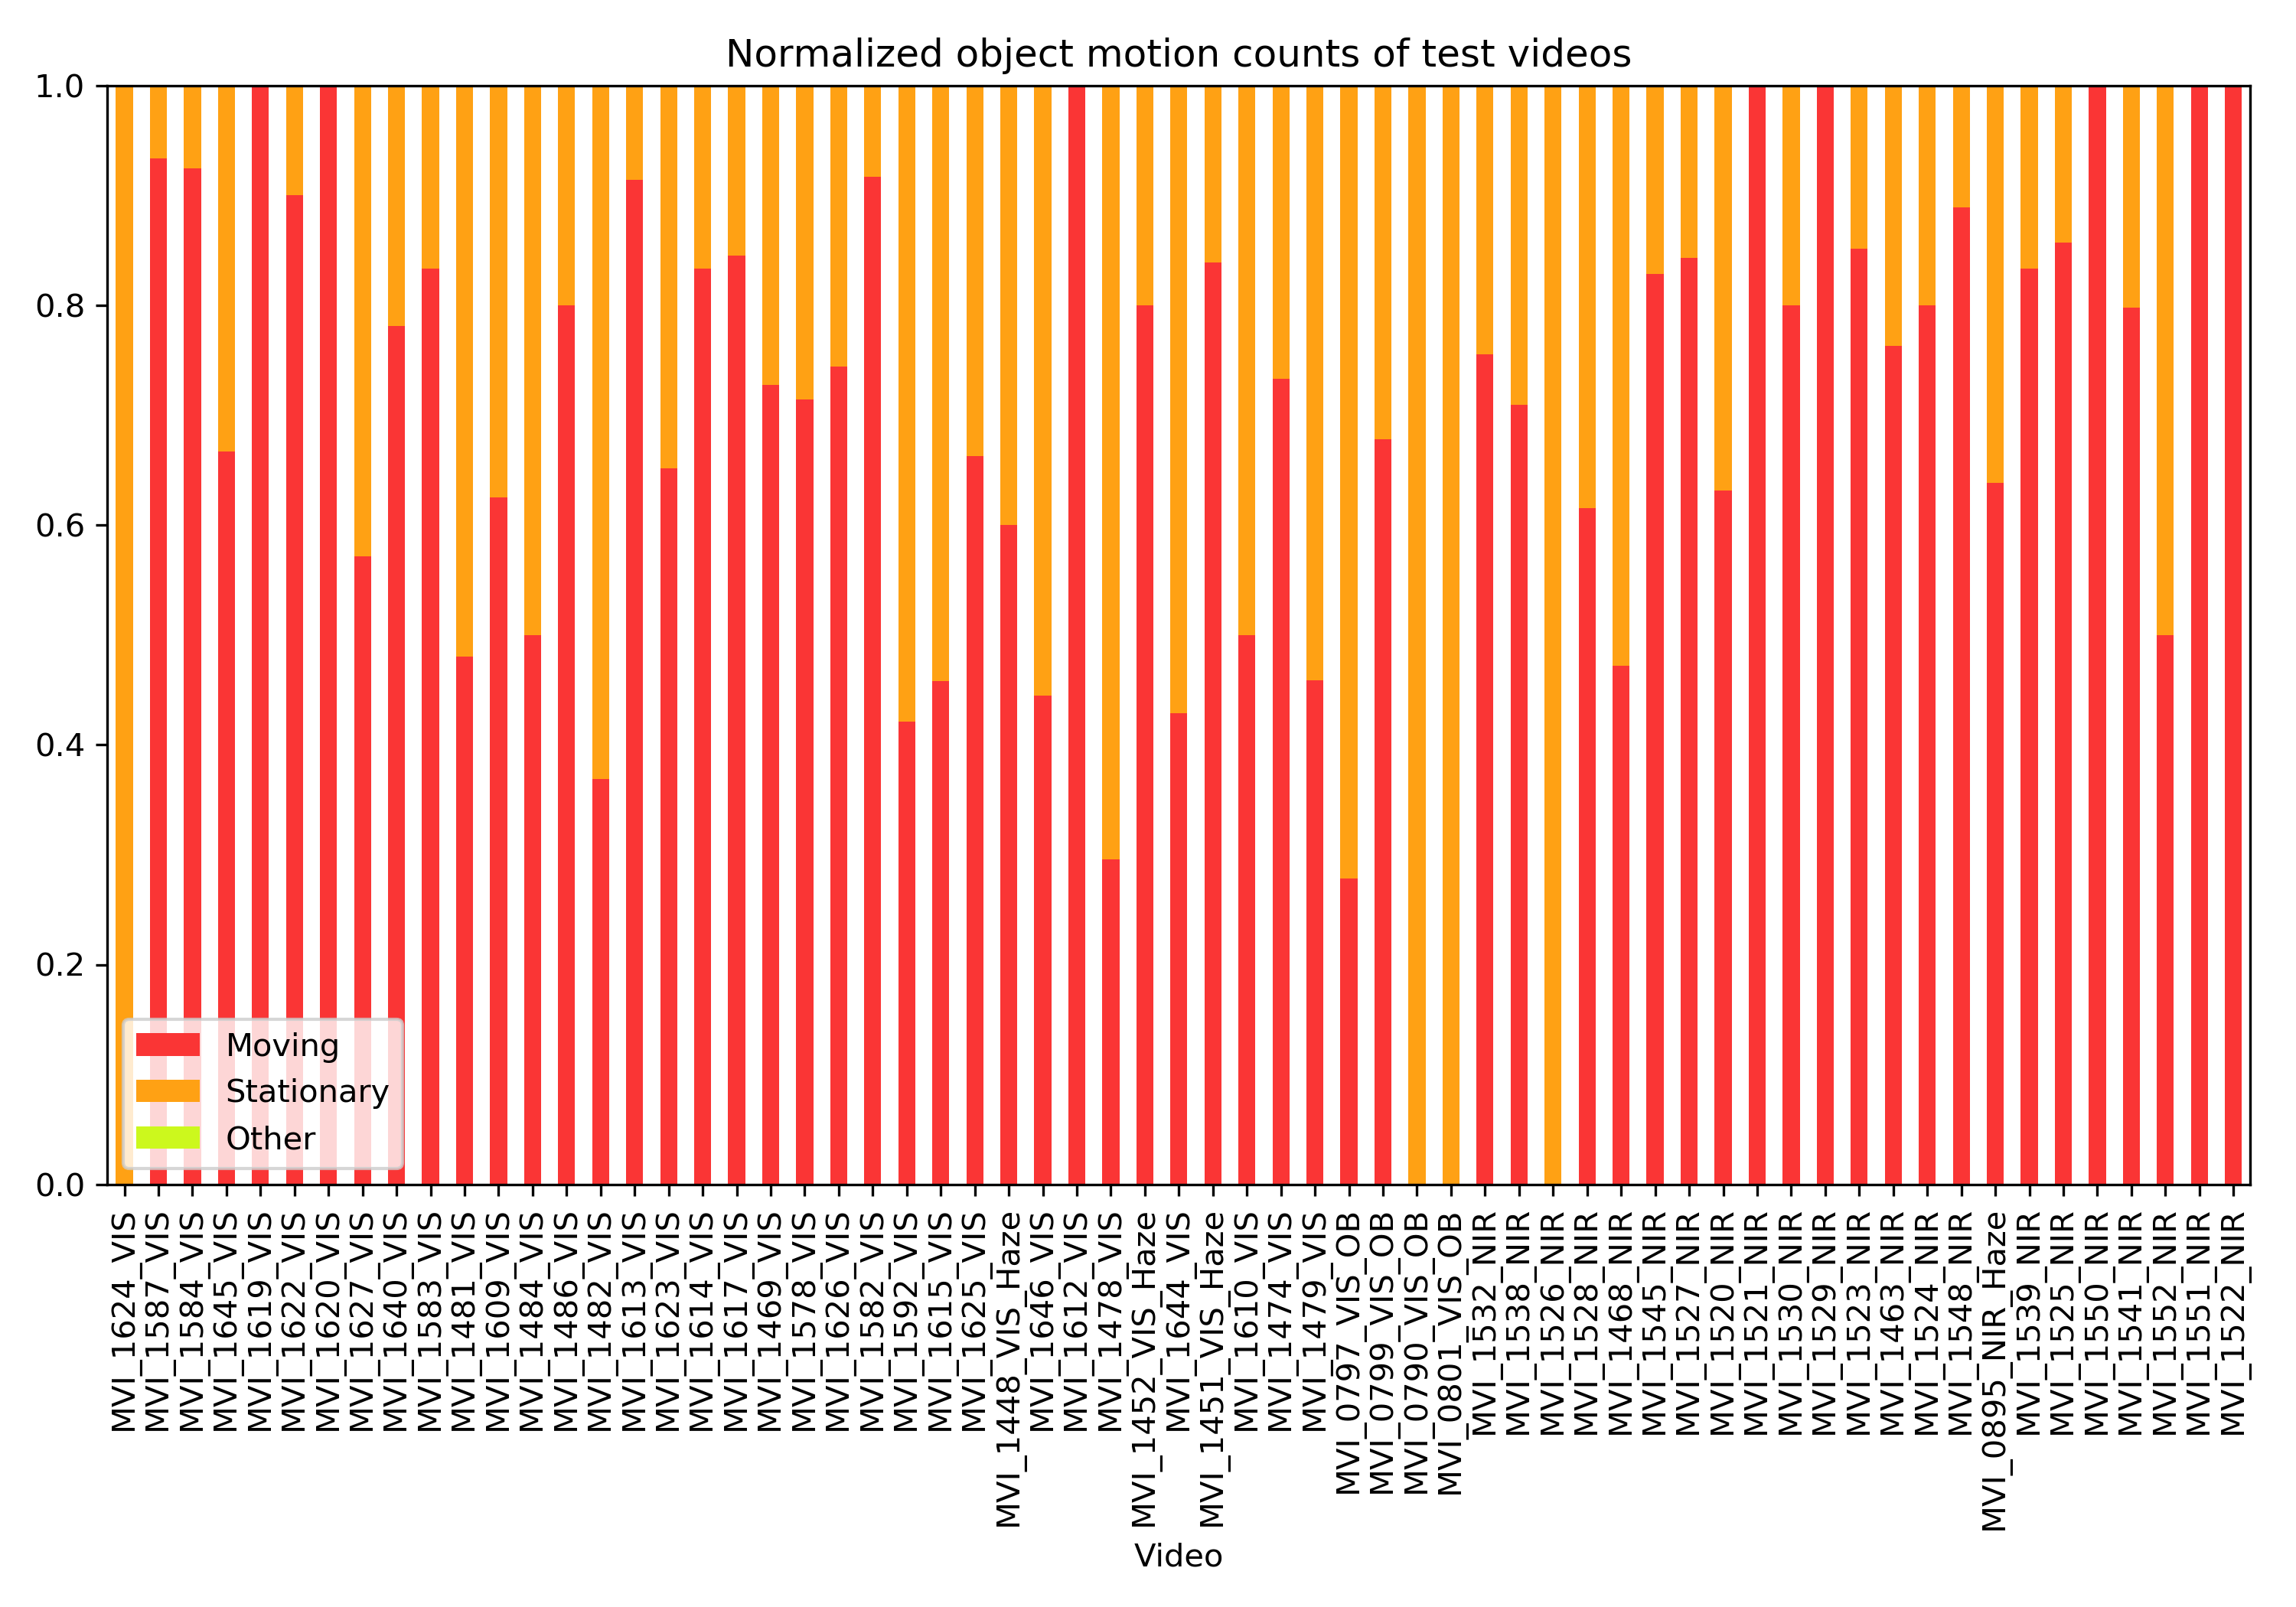 Normalized object motion counts of test videos
1.0
0.8
0.6
0.4
0.2
0.0
Moving
Stationary
Other
MVI_1624_VIS
MVI_1587_VIS
MVI_1584_VIS
MVI_1645_VIS
MVI_1619_VIS
MVI_1622_VIS
MVI_1620_VIS
MVI_1627_VIS
MVI_1640_VIS
MVI_1583_VIS
MVI_1481_VIS
MVI_1609_VIS
MVI_1484_VIS
MVI_1486_VIS
MVI_1482_VIS
MVI_1613_VIS
MVI_1623_VIS
MVI_1614_VIS
MVI_1617_VIS
MVI_1469_VIS
MVI_1578_VIS
MVI_1626_VIS
MVI_1582_VIS
MVI_1592_VIS
MVI_1615_VIS
MVI_1625_VIS
MVI_1448_VIS_Haze
MVI_1646_VIS
MVI_1612_VIS
MVI_1478_VIS
MVI_1452_VIS_Haze
MVI_1644_VIS
MVI_1451_VIS_Haze
MVI_1610_VIS
MVI_1474_VIS
MVI_1479_VIS
MVI_0797_VIS_OB
MVI_0799_VIS_OB
MVI_0790_VIS_OB
MVI_0801_VIS_OB
MVI_1532_NIR
MVI_1538_NIR
MVI_1526_NIR
MVI_1528_NIR
MVI_1468_NIR
MVI_1545_NIR
MVI_1527_NIR
MVI_1520_NIR
MVI_1521_NIR
MVI_1530_NIR
MVI_1529_NIR
MVI_1523_NIR
MVI_1463_NIR
MVI_1524_NIR
MVI_1548_NIR
MVI_0895_NIR_Haze
MVI_1539_NIR
MVI_1525_NIR
MVI_1550_NIR
MVI_1541_NIR
MVI_1552_NIR
MVI_1551_NIR
MVI_1522_NIR
Video